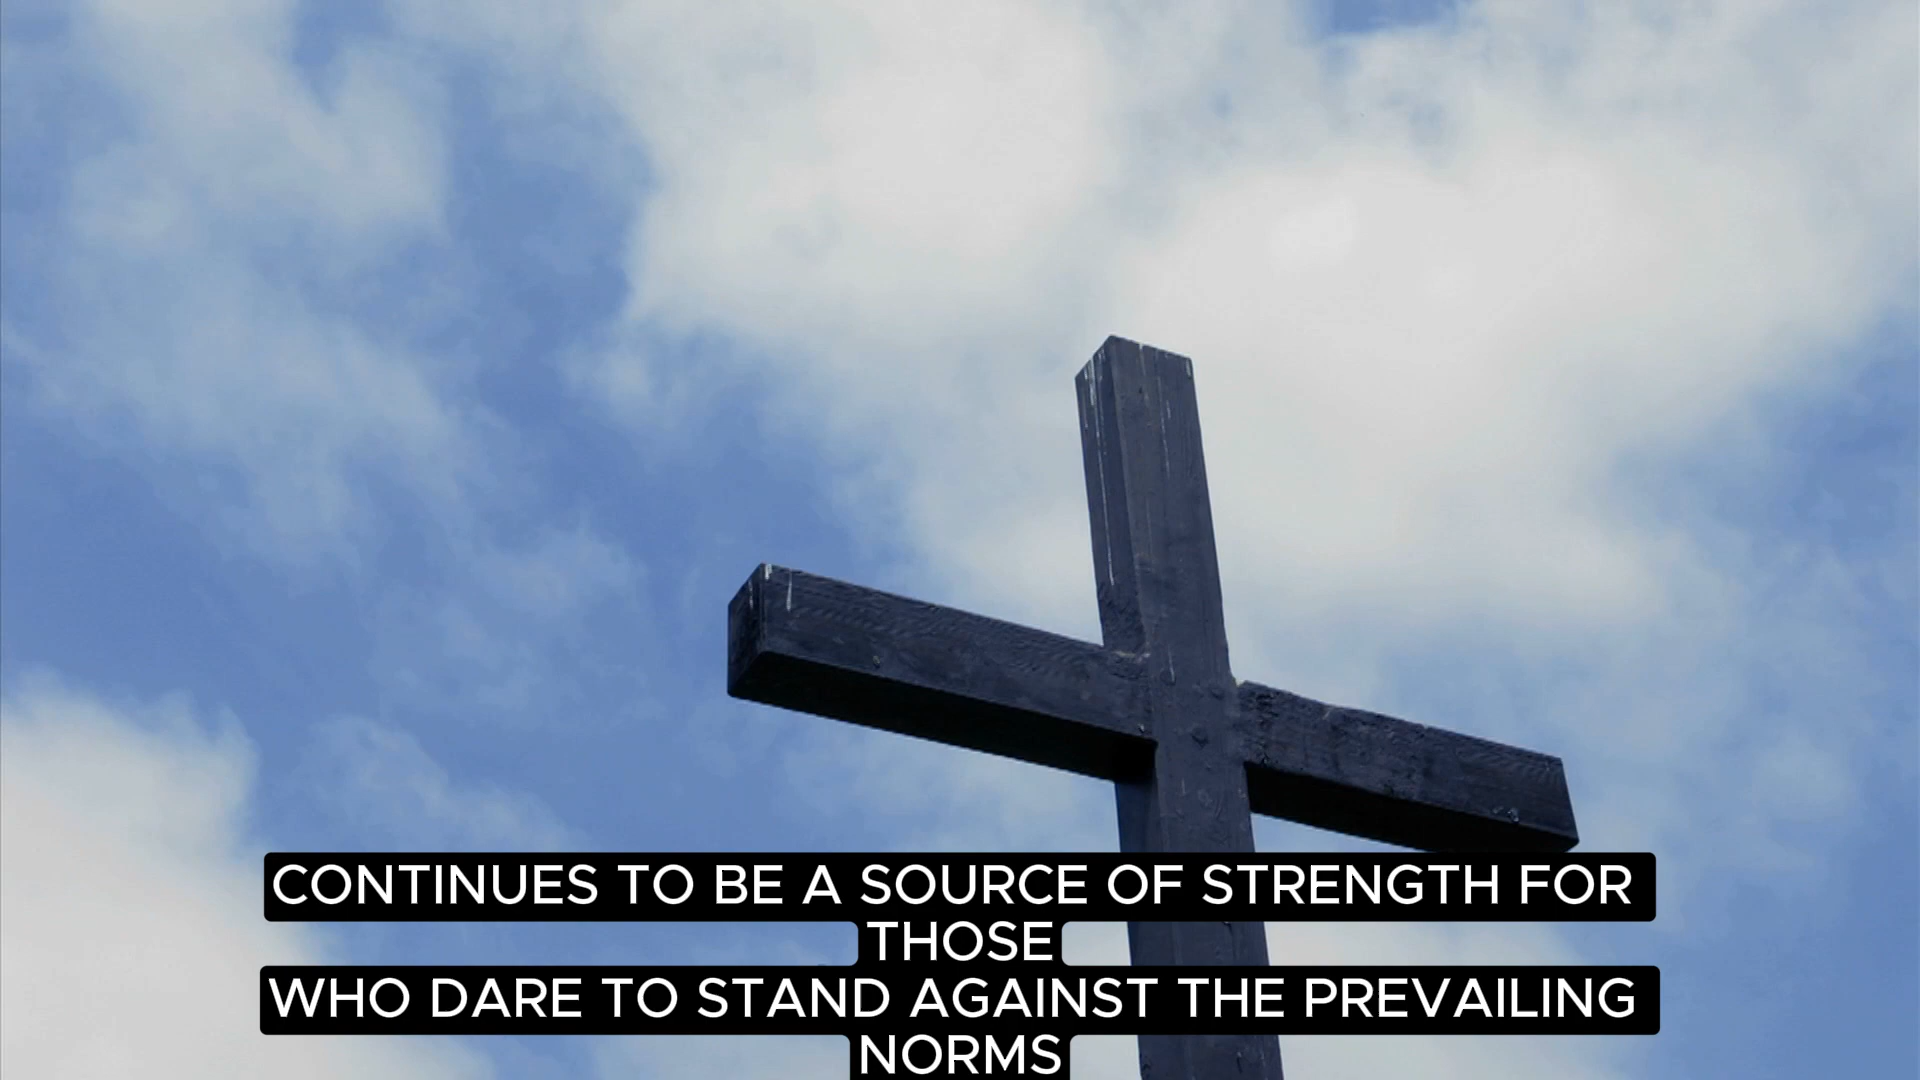 CONTINUES TO BE A SOURCE OF STRENGTH FOR
THOSE
WHO DARE TO STAND AGAINST THE PREVAILING
NORMS